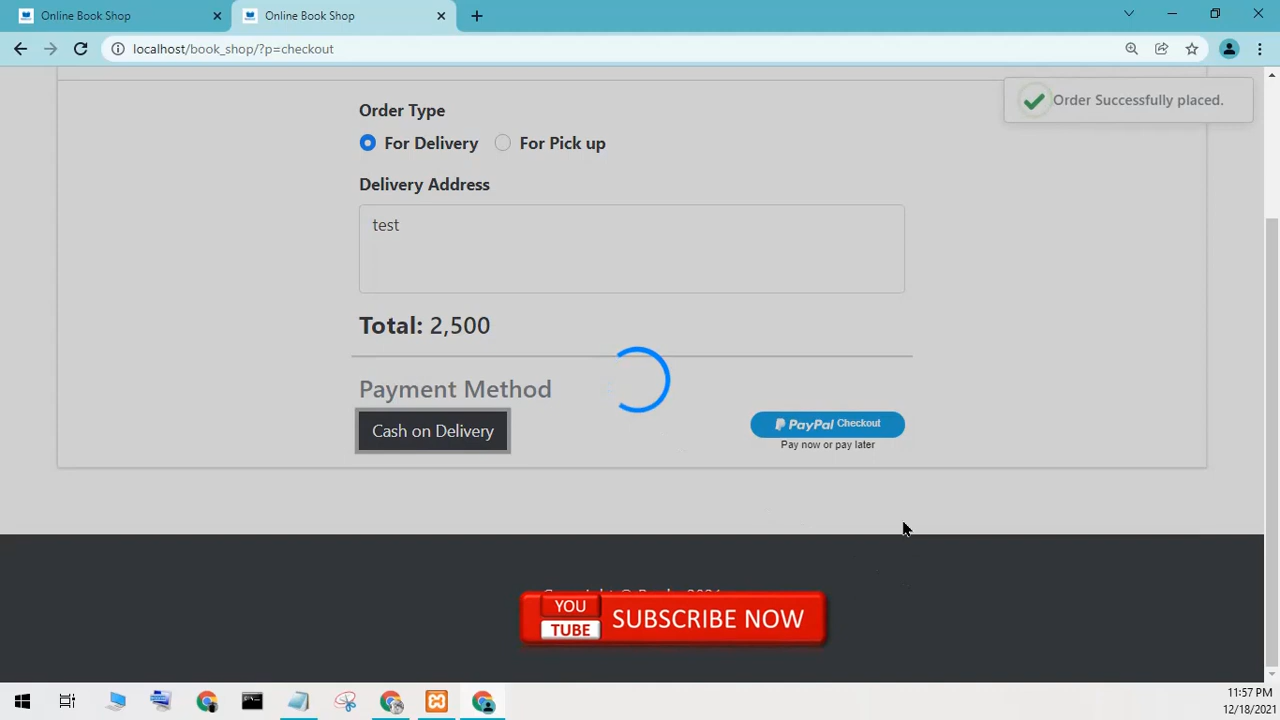 Online Book Shop
Online Book Shop
localhost/book_shop/?p=checkout
Order Successfully placed.
Order Type
For Delivery
For Pick up
Delivery Address
test
Total: 2,500
Payment Method
Cash on Delivery
PayPal Checkout
Pay now or pay later
YOU
TUBE
SUBSCRIBE NOW
11:57 PM
12/18/2021